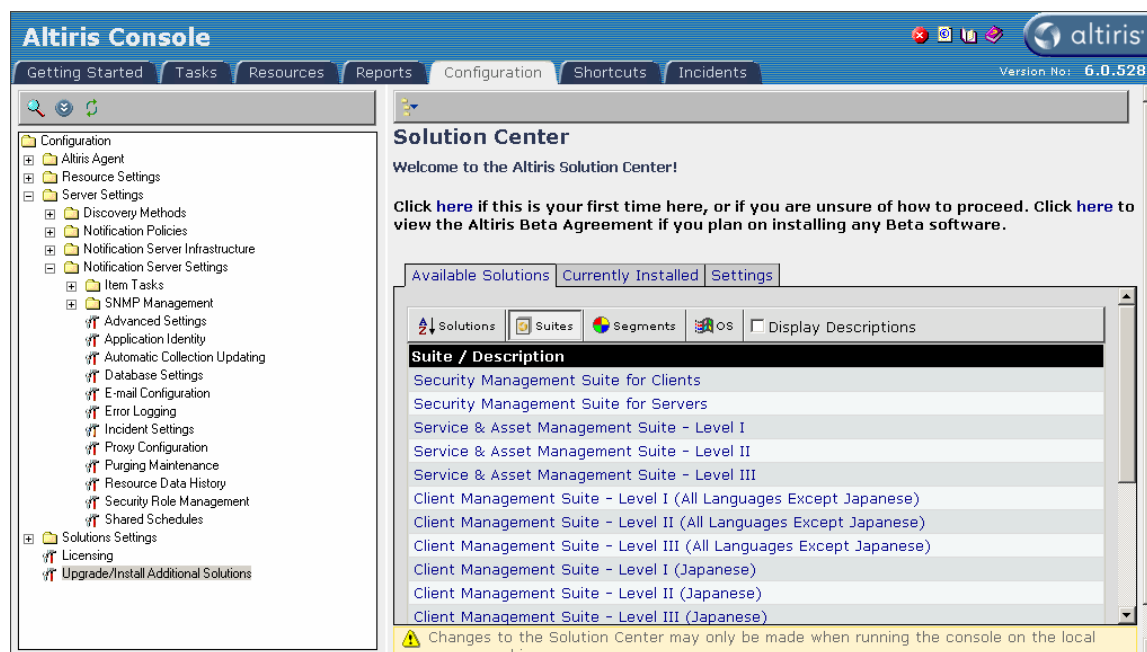 Altiris Console
altiris
Getting Started
Tasks
Resources
Reports
Configuration
Shortcuts
Incidents
Version No: 6.0.528
Configuration
Altiris Agent
Resource Settings
Server Settings
Discovery Methods
Notification Policies
Notification Server Infrastructure
Notification Server Settings
Item Tasks
SNMP Management
Advanced Settings
Application Identity
Automatic Collection Updating
Database Settings
E-mail Configuration
Error Logging
Incident Settings
Proxy Configuration
Purging Maintenance
Resource Data History
Security Role Management
Shared Schedules
Solutions Settings
Licensing
Upgrade/Install Additional Solutions
Solution Center
Welcome to the Altiris Solution Center!
Click here if this is your first time here, or if you are unsure of how to proceed. Click here to
view the Altiris Beta Agreement if you plan on installing any Beta software.
Available Solutions
Currently Installed
Settings
Solutions
Suites
Segments
OS
Display Descriptions
Suite / Description
Security Management Suite for Clients
Security Management Suite for Servers
Service & Asset Management Suite - Level I
Service & Asset Management Suite - Level II
Service & Asset Management Suite - Level III
Client Management Suite - Level I (All Languages Except Japanese)
Client Management Suite - Level II (All Languages Except Japanese)
Client Management Suite - Level III (All Languages Except Japanese)
Client Management Suite - Level I (Japanese)
Client Management Suite - Level II (Japanese)
Client Management Suite - Level III (Japanese)
Changes to the Solution Center may only be made when running the console on the local